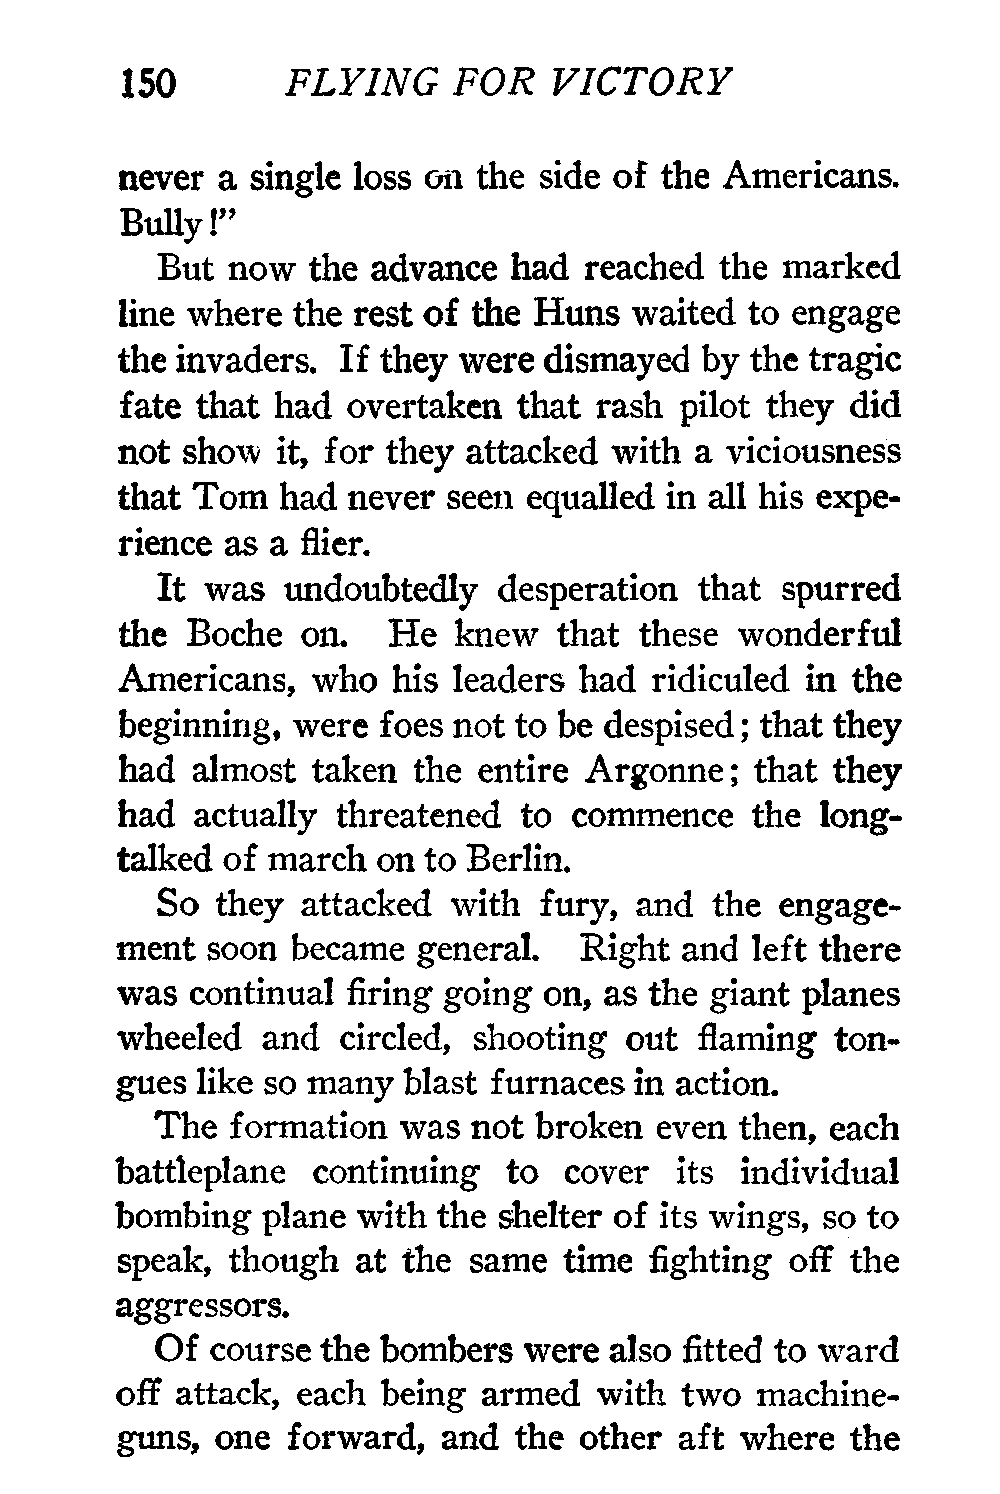 150 FLYING FOR VICTORY
never a single loss on the side of the Americans.
Bully!"
But now the advance had reached the marked
line where the rest of the Huns waited to engage
the invaders. If they were dismayed by the tragic
fate that had overtaken that rash pilot they did
not show it, for they attacked with a viciousness
that Tom had never seen equalled in all his expe-
rience as a flier.
It was undoubtedly desperation that spurred
the Boche on. He knew that these wonderful
Americans, who his leaders had ridiculed in the
beginning, were foes not to be despised; that they
had almost taken the entire Argonne; that they
had actually threatened to commence the long-
talked of march on to Berlin.
So they attacked with fury, and the engage-
ment soon became general. Right and left there
was continual firing going on, as the giant planes
wheeled and circled, shooting out flaming ton-
gues like so many blast furnaces in action.
The formation was not broken even then, each
battleplane continuing to cover its individual
bombing plane with the shelter of its wings, so to
speak, though at the same time fighting off the
aggressors.
Of course the bombers were also fitted to ward
off attack, each being armed with two machine-
guns, one forward, and the other aft where the